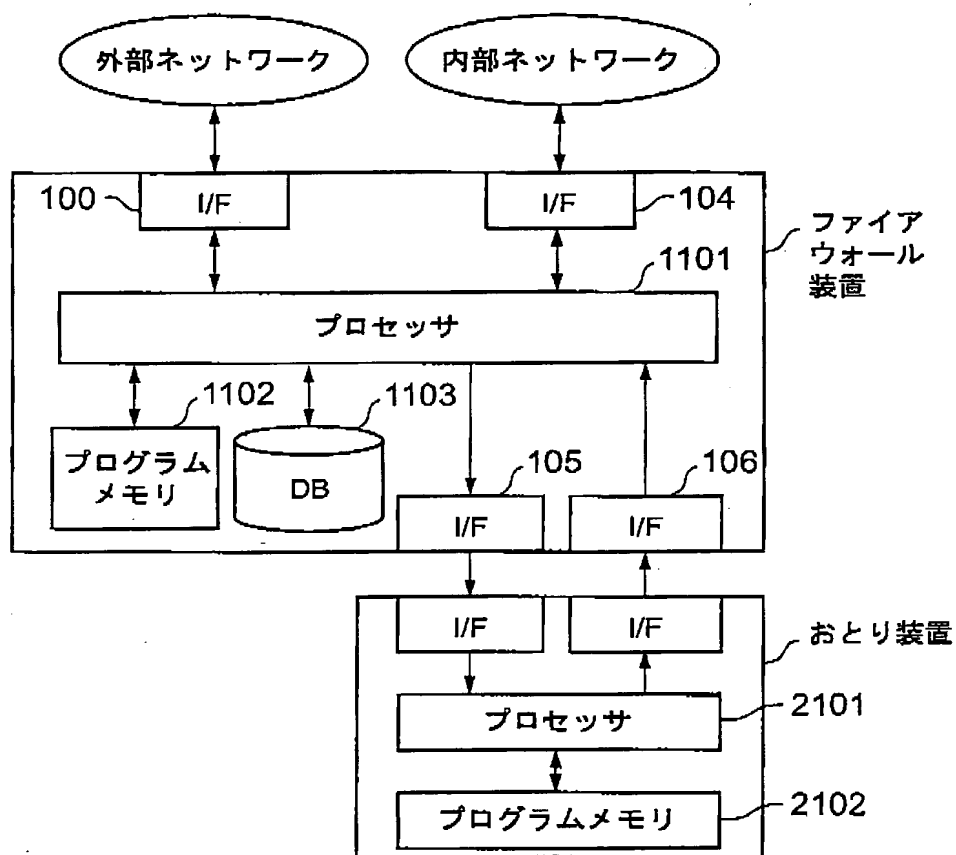 外部ネットワーク
内部ネットワーク
100
I/F
I/F
104
ファイア
ウォール
装置
1101
プロセッサ
1102
1103
プログラム
メモリ
DB
105
106
I/F
I/F
I/F
I/F
おとり装置
プロセッサ
2101
プログラムメモリ
2102